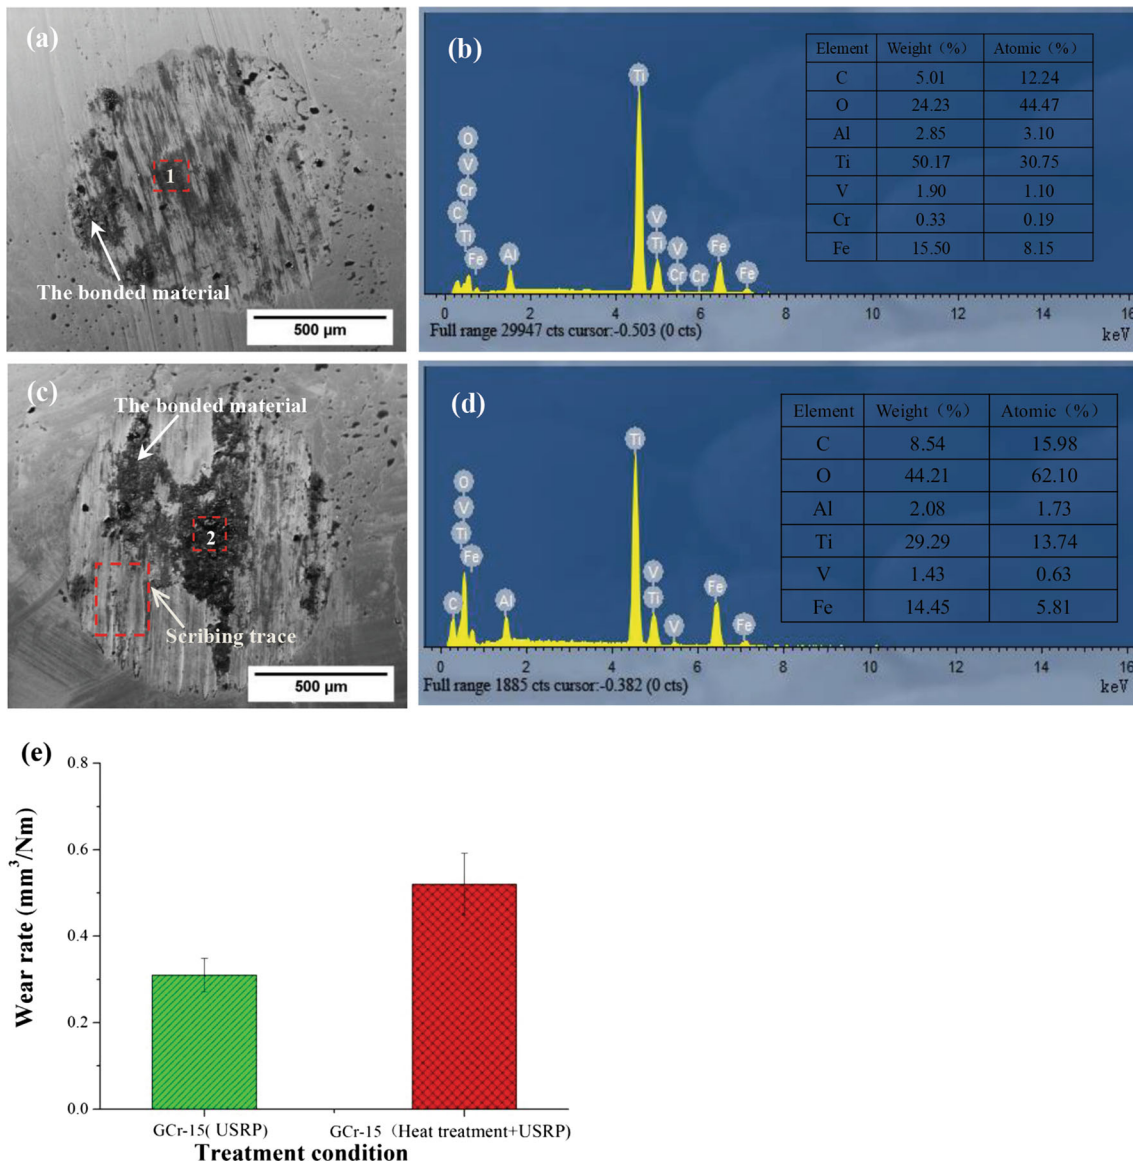 (a)
1
The bonded material
500 μm
(b)
Ti
O
V
Cr
C
Ti
Fe
Al
V
Ti
V
Cr
Cr
Fe
Fe
Element Weight (%) Atomic (%)
C 5.01 12.24
O 24.23 44.47
Al 2.85 3.10
Ti 50.17 30.75
V 1.90 1.10
Cr 0.33 0.19
Fe 15.50 8.15
0 2 4 6 8 10 12 14 16
Full range 29947 cts cursor:-0.503 (0 cts)
keV
(c)
The bonded material
2
Scribing trace
500 μm
(d)
Ti
O
V
Ti
Fe
C
Al
V
Ti
V
Fe
Fe
Element Weight (%) Atomic (%)
C 8.54 15.98
O 44.21 62.10
Al 2.08 1.73
Ti 29.29 13.74
V 1.43 0.63
Fe 14.45 5.81
0 2 4 6 8 10 12 14 16
Full range 1885 cts cursor:-0.382 (0 cts)
keV
(e)
0.8
0.6
0.4
0.2
0.0
Wear rate (mm³/Nm)
GCr-15( USRP) GCr-15 (Heat treatment+USRP)
Treatment condition